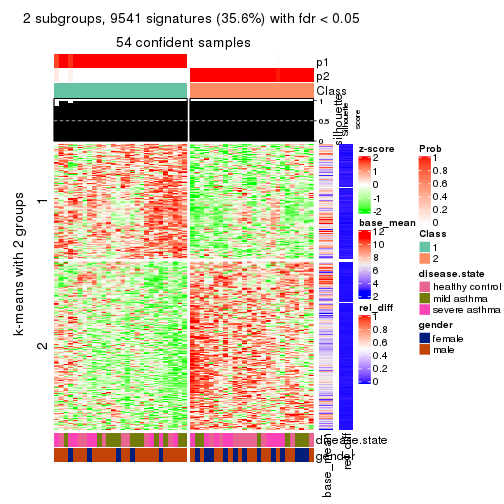 2 subgroups, 9541 signatures (35.6%) with fdr < 0.05
54 confident samples
p1
p2
Class
1
0.5
0
silhouette
Silhouette
score
k-means with 2 groups
1
2
z-score
2
1
0
-1
-2
base_mean
12
10
8
6
4
2
rel_diff
1
0.8
0.6
0.4
0.2
0
Prob
1
0.8
0.6
0.4
0.2
0
Class
1
2
disease.state
healthy control
mild asthma
severe asthma
gender
female
male
disease.state
gender
base_mean
rel_diff